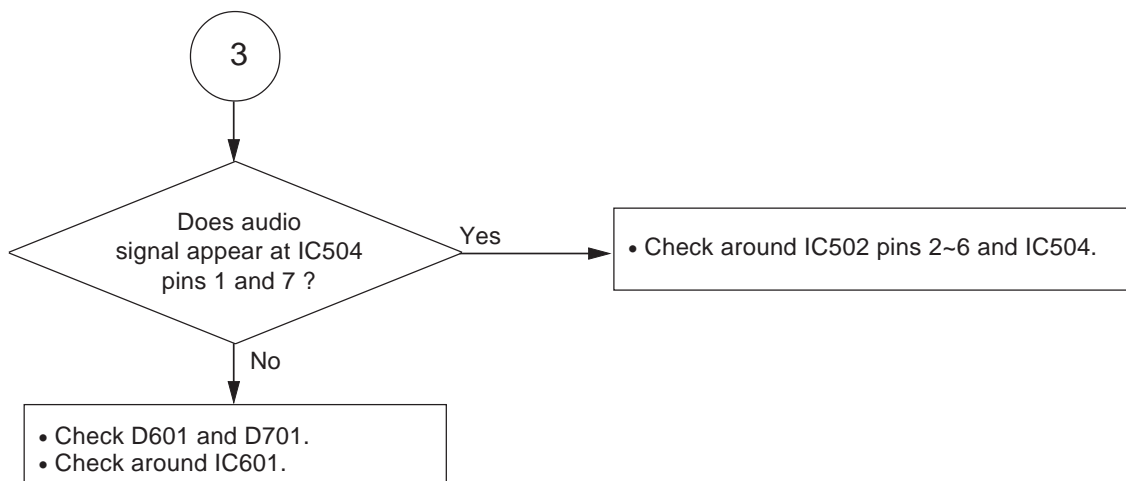 3
Does audio
signal appear at IC504
pins 1 and 7 ?
Yes
• Check around IC502 pins 2~6 and IC504.
No
• Check D601 and D701.
• Check around IC601.